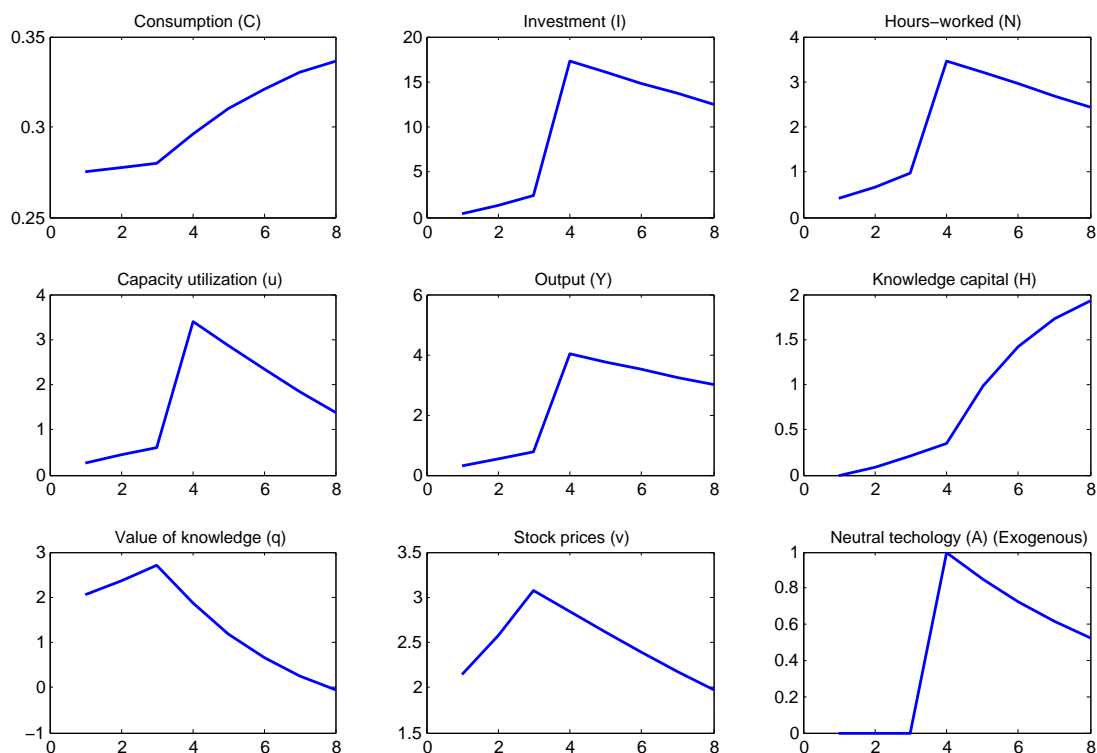 Consumption (C)
0.35
0.3
0.25
0 2 4 6 8
Investment (I)
20
15
10
5
0
0 2 4 6 8
Hours−worked (N)
4
3
2
1
0
0 2 4 6 8
Capacity utilization (u)
4
3
2
1
0
0 2 4 6 8
Output (Y)
6
4
2
0
0 2 4 6 8
Knowledge capital (H)
2
1.5
1
0.5
0
0 2 4 6 8
Value of knowledge (q)
3
2
1
0
−1
0 2 4 6 8
Stock prices (v)
3.5
3
2.5
2
1.5
0 2 4 6 8
Neutral techology (A) (Exogenous)
1
0.8
0.6
0.4
0.2
0
0 2 4 6 8